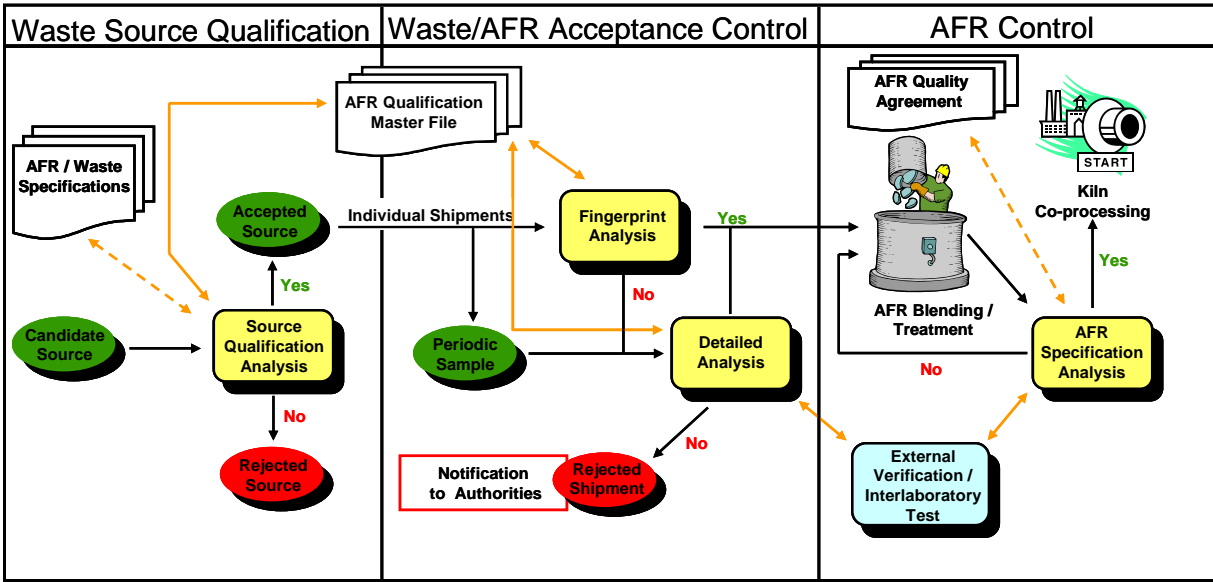 Waste Source Qualification
Waste/AFR Acceptance Control
AFR Control
AFR / Waste
Specifications
Accepted
Source
Yes
Candidate
Source
Source
Qualification
Analysis
No
Rejected
Source
AFR Qualification
Master File
Individual Shipments
Fingerprint
Analysis
Yes
No
Periodic
Sample
Detailed
Analysis
No
Notification
to Authorities
Rejected
Shipment
AFR Quality
Agreement
START
Kiln
Co-processing
Yes
AFR Blending /
Treatment
AFR
Specification
Analysis
No
External
Verification /
Interlaboratory
Test